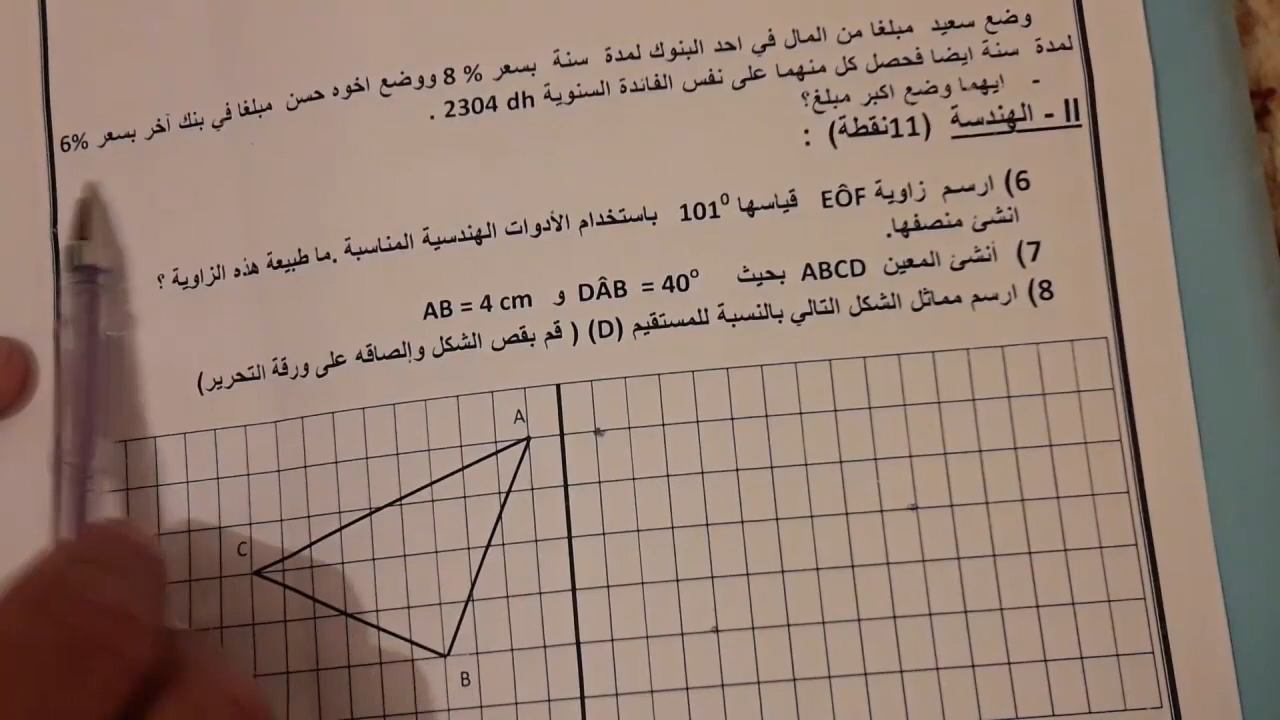 وضع سعيد مبلغا من المال في احد البنوك لمدة سنة بسعر % 8 ووضع اخوه حسن مبلغا في بنك آخر بسعر %6
لمدة سنة ايضا فحصل كل منهما على نفس الفائدة السنوية 2304 dh .
- ايهما وضع اكبر مبلغ؟
II - الهندسة (11نقطة) :
6) ارسم زاوية EÔF قياسها 101⁰ باستخدام الأدوات الهندسية المناسبة .ما طبيعة هذه الزاوية ؟
انشئ منصفها.
7) أنشئ المعين ABCD بحيث DÂB = 40° و AB = 4 cm
8) ارسم مماثل الشكل التالي بالنسبة للمستقيم (D) ( قم بقص الشكل وإلصاقه على ورقة التحرير)
A
C
B